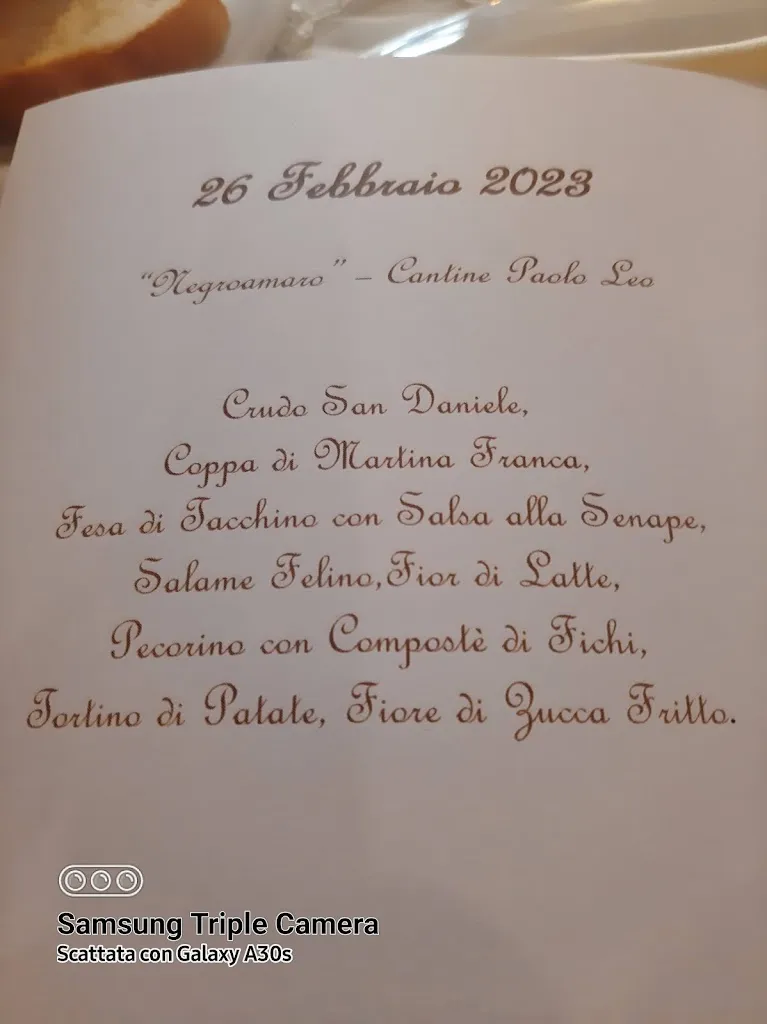 26 Febbraio 2023
"Negroamaro" – Cantine Paolo Leo
Crudo San Daniele,
Coppa di Martina Franca,
Fesa di Tacchino con Salsa alla Senape,
Salame Felino,Fior di Latte,
Pecorino con Compostè di Fichi,
Tortino di Patate, Fiore di Zucca Fritto.
Samsung Triple Camera
Scattata con Galaxy A30s